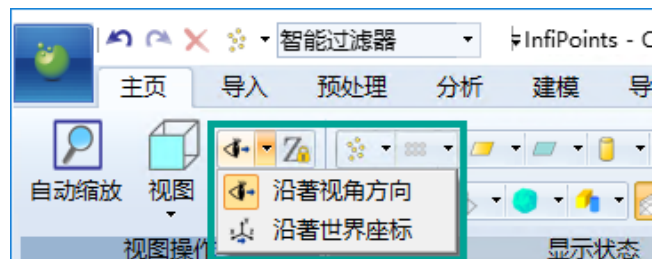 智能过滤器
InfiPoints -
主页 导入 预处理 分析 建模
自动缩放 视图
沿著视角方向
沿著世界座标
视图操 显示状态